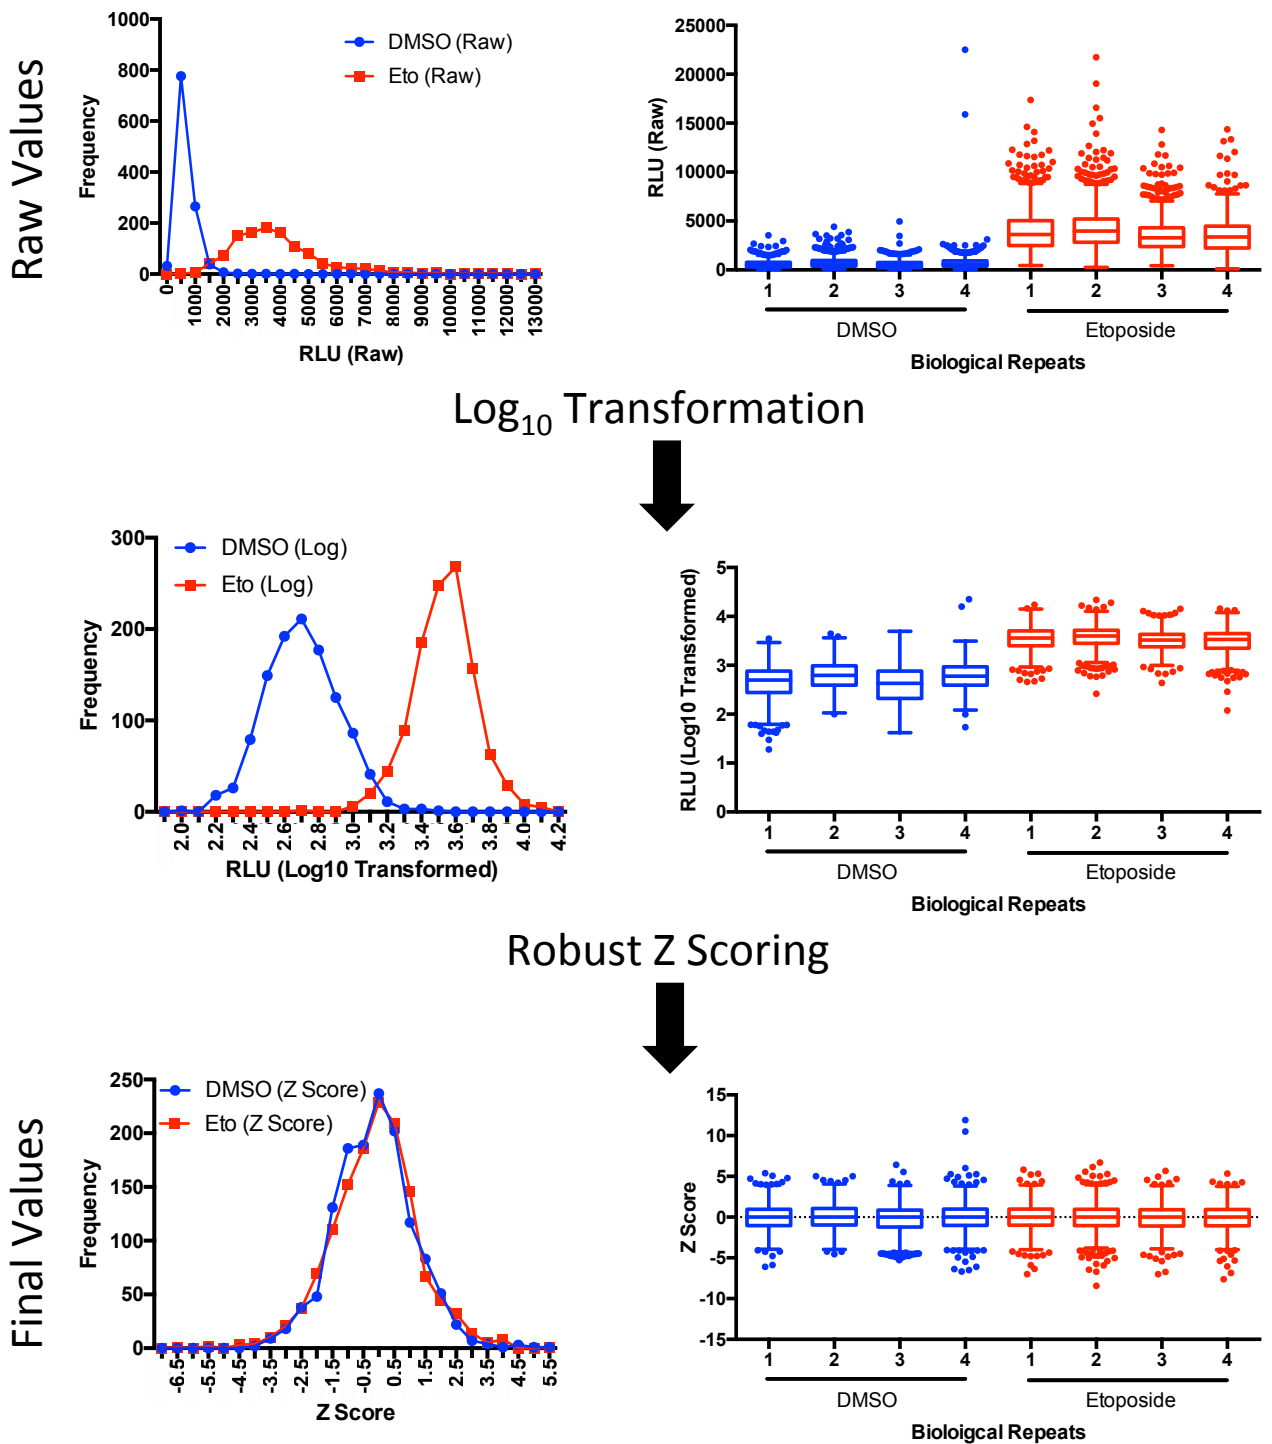 Raw Values
1000
800
600
400
200
0
Frequency
DMSO (Raw)
Eto (Raw)
0 1000 2000 3000 4000 5000 6000 7000 8000 9000 10000 11000 12000 13000
RLU (Raw)
25000
20000
15000
10000
5000
0
RLU (Raw)
1 2 3 4 1 2 3 4
DMSO Etoposide
Biological Repeats
Log10 Transformation
300
200
100
0
Frequency
DMSO (Log)
Eto (Log)
2.0 2.2 2.4 2.6 2.8 3.0 3.2 3.4 3.6 3.8 4.0 4.2
RLU (Log10 Transformed)
5
4
3
2
1
0
RLU (Log10 Transformed)
1 2 3 4 1 2 3 4
DMSO Etoposide
Biological Repeats
Robust Z Scoring
Final Values
250
200
150
100
50
0
Frequency
DMSO (Z Score)
Eto (Z Score)
-6.5 -5.5 -4.5 -3.5 -2.5 -1.5 -0.5 0.5 1.5 2.5 3.5 4.5 5.5
Z Score
15
10
5
0
-5
-10
-15
Z Score
1 2 3 4 1 2 3 4
DMSO Etoposide
Bioloigcal Repeats